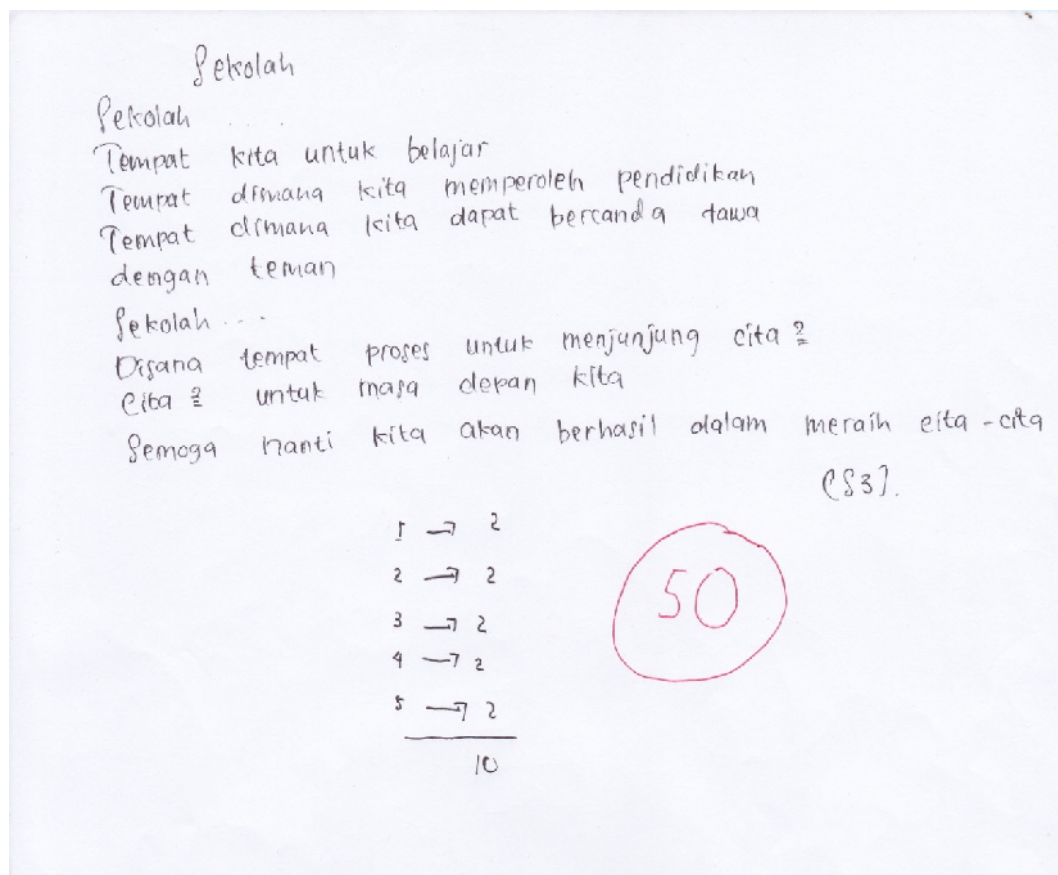 Sekolah
Sekolah ....
Tempat kita untuk belajar
Tempat dimana kita memperoleh pendidikan
Tempat dimana kita dapat bercanda tawa
dengan teman
Sekolah ....
Disana tempat proses untuk menjunjung cita 2
Cita 2 untuk masa depan kita
Semoga nanti kita akan berhasil dalam meraih cita - cita
(S3).
1 → 2
2 → 2
3 → 2
4 → 2
5 → 2
10
50